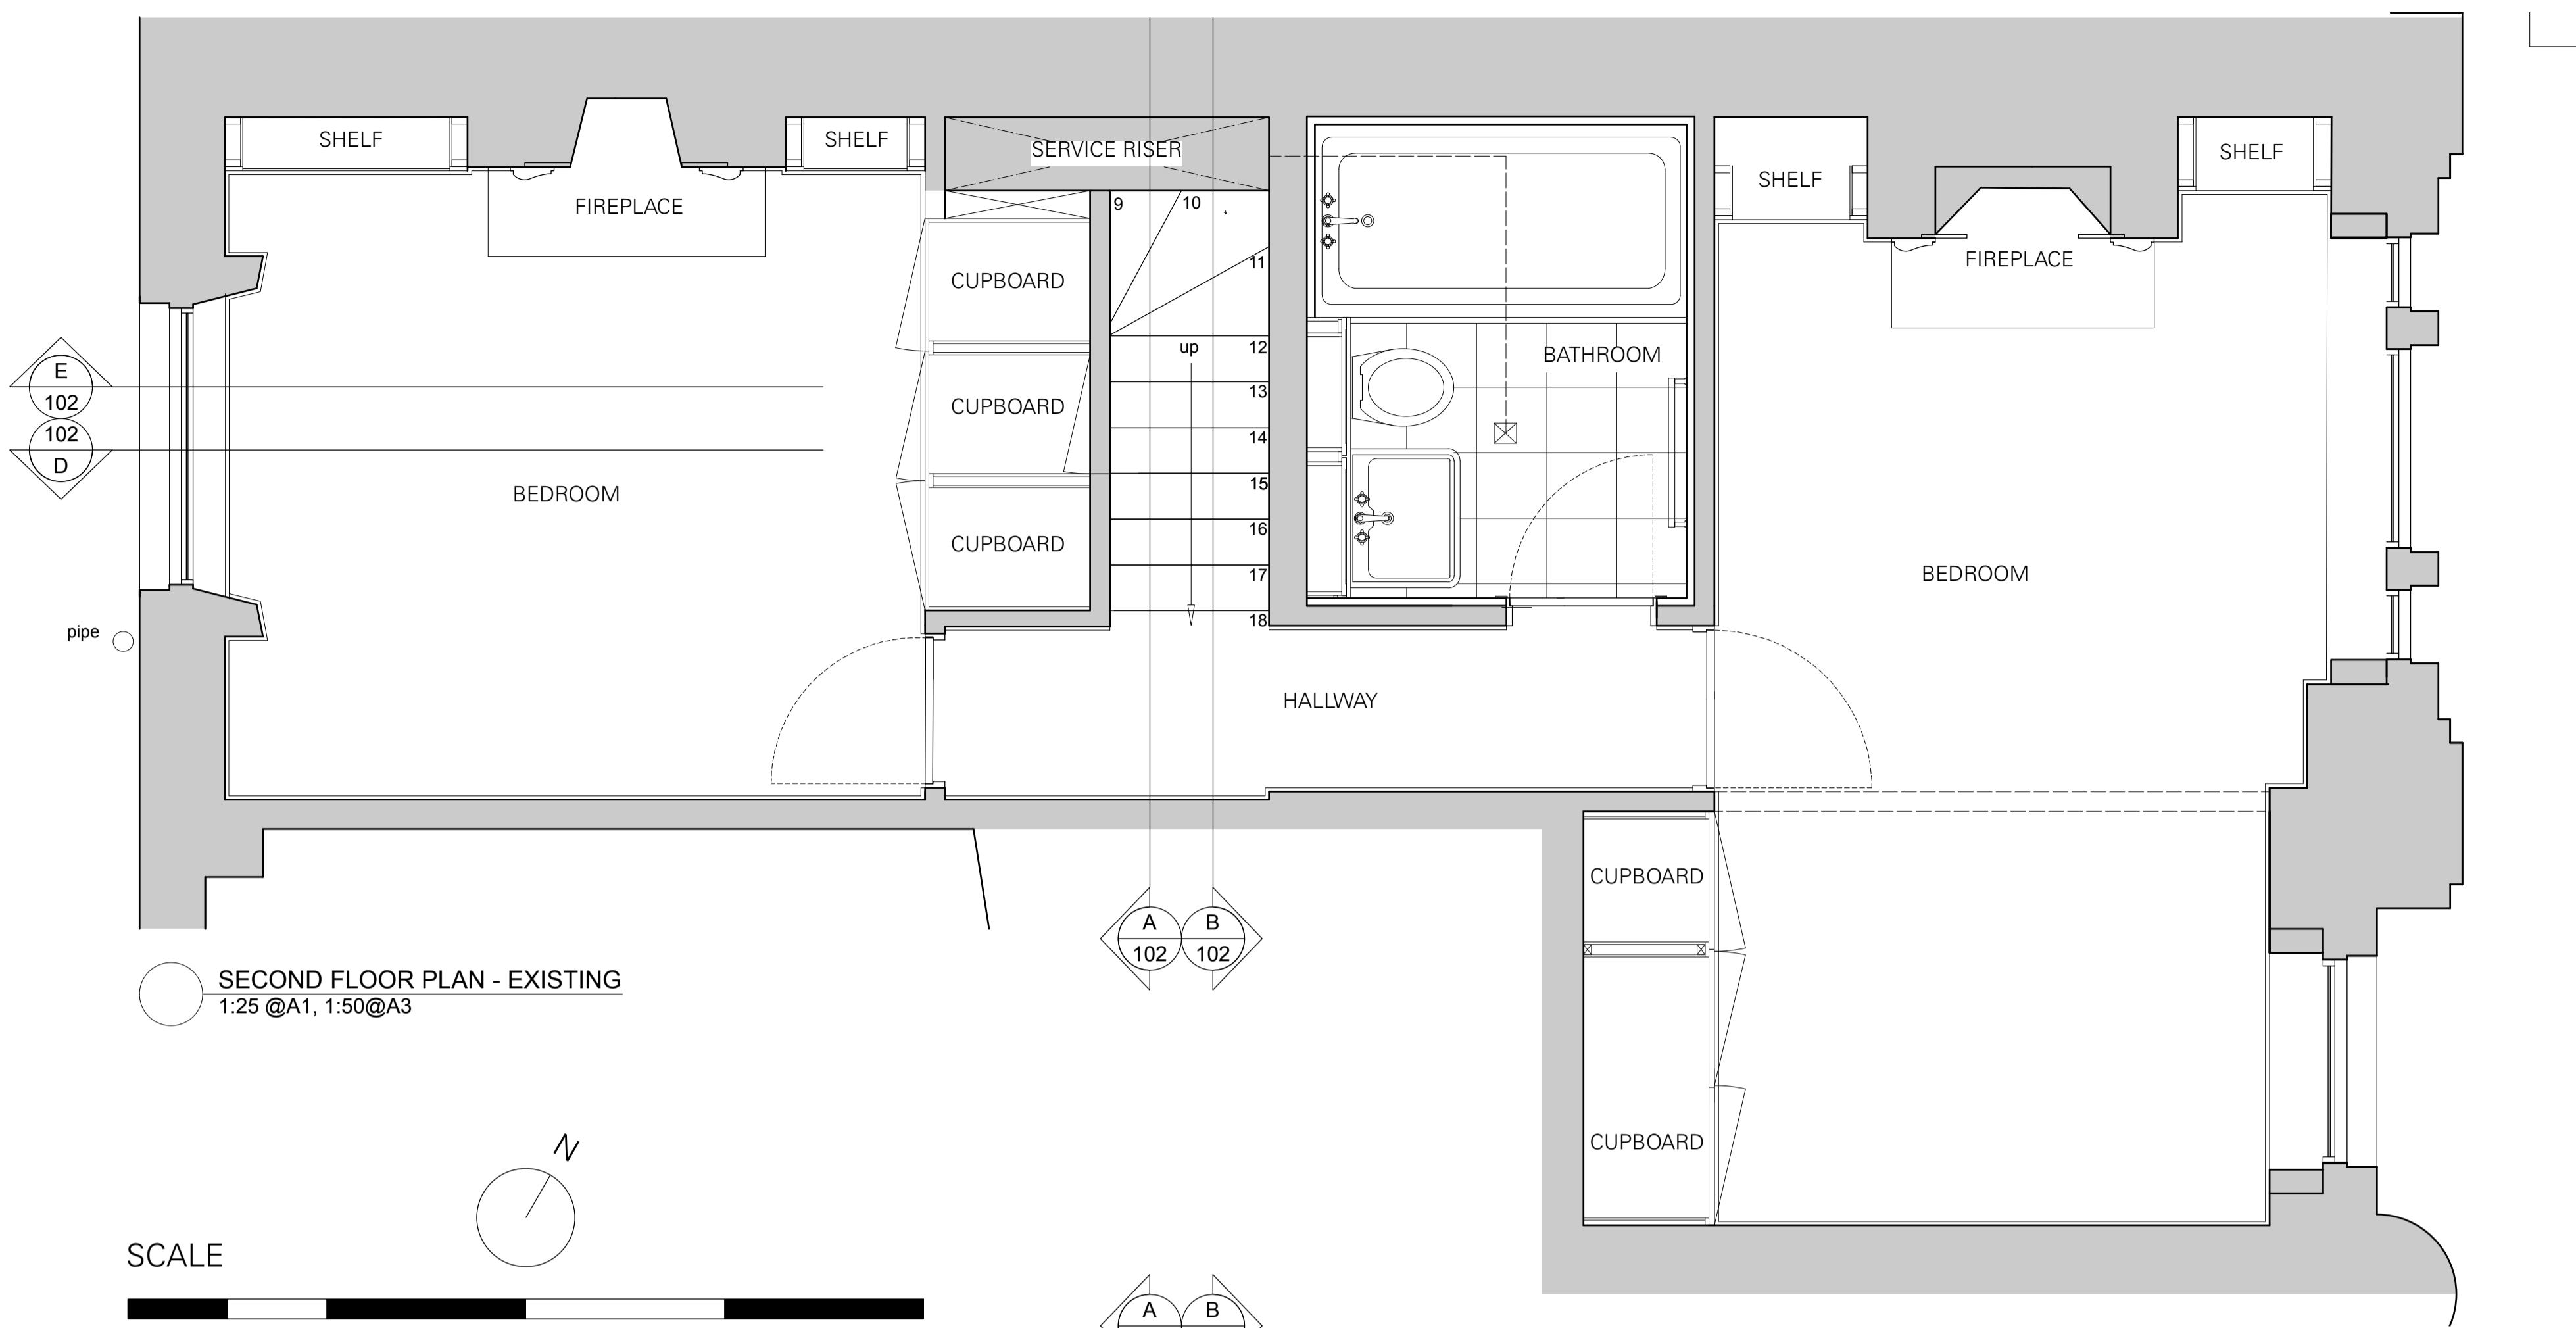 SHELF
SHELF
SERVICE RISER
SHELF
SHELF
FIREPLACE
9
10
11
FIREPLACE
CUPBOARD
up
12
BATHROOM
E
102
13
CUPBOARD
102
D
14
BEDROOM
15
16
CUPBOARD
17
BEDROOM
18
pipe
HALLWAY
CUPBOARD
A
B
102
102
SECOND FLOOR PLAN - EXISTING
1:25 @A1, 1:50@A3
CUPBOARD
N
SCALE
A
B